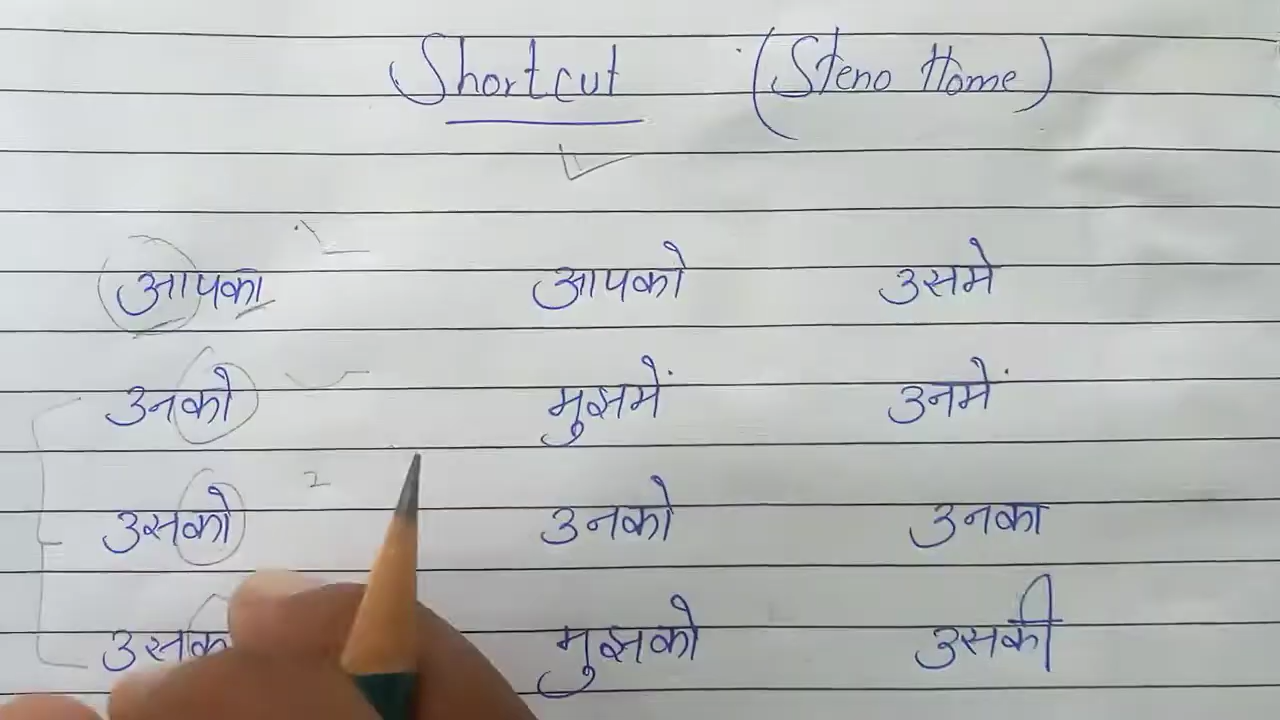 Shortcut (Steno Home)
आपका आपको उसमे
उनको मुझमें उनमें
उसको उनको उनका
मुझको उसकी